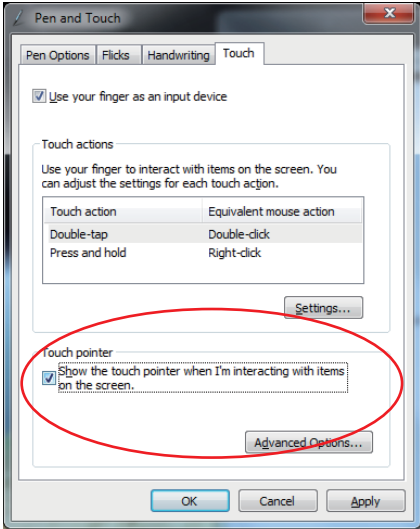 Pen and Touch
Pen Options Flicks Handwriting Touch
Use your finger as an input device
Touch actions
Use your finger to interact with items on the screen. You
can adjust the settings for each touch action.
Touch action Equivalent mouse action
Double-tap Double-click
Press and hold Right-click
Settings...
Touch pointer
Show the touch pointer when I'm interacting with items
on the screen.
Advanced Options...
OK Cancel Apply